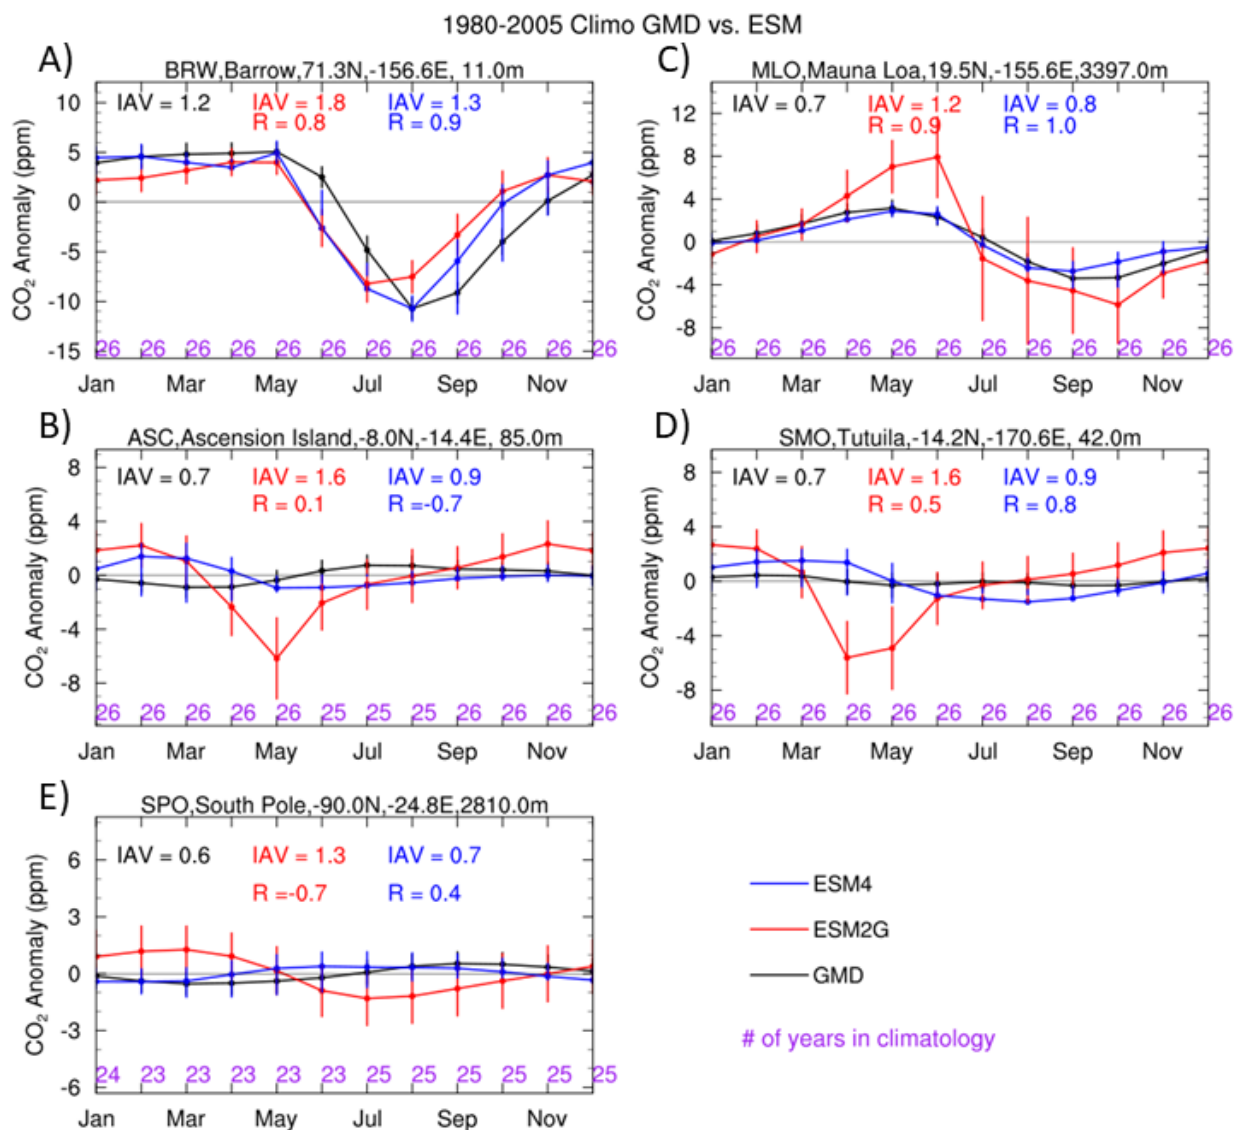 1980-2005 Climo GMD vs. ESM
A)
BRW,Barrow,71.3N,-156.6E, 11.0m
IAV = 1.2 IAV = 1.8 IAV = 1.3
R = 0.8 R = 0.9
CO2 Anomaly (ppm)
10
5
0
-5
-10
-15
26 26 26 26 26 26 26 26 26 26 26 26
Jan Mar May Jul Sep Nov
C)
MLO,Mauna Loa,19.5N,-155.6E,3397.0m
IAV = 0.7 IAV = 1.2 IAV = 0.8
R = 0.9 R = 1.0
CO2 Anomaly (ppm)
12
8
4
0
-4
-8
26 26 26 26 26 26 26 26 26 26 26 26
Jan Mar May Jul Sep Nov
B)
ASC,Ascension Island,-8.0N,-14.4E, 85.0m
IAV = 0.7 IAV = 1.6 IAV = 0.9
R = 0.1 R =-0.7
CO2 Anomaly (ppm)
8
4
0
-4
-8
26 26 26 26 26 25 25 25 26 26 26 26
Jan Mar May Jul Sep Nov
D)
SMO,Tutuila,-14.2N,-170.6E, 42.0m
IAV = 0.7 IAV = 1.6 IAV = 0.9
R = 0.5 R = 0.8
CO2 Anomaly (ppm)
8
4
0
-4
-8
26 26 26 26 26 26 26 26 26 26 26 26
Jan Mar May Jul Sep Nov
E)
SPO,South Pole,-90.0N,-24.8E,2810.0m
IAV = 0.6 IAV = 1.3 IAV = 0.7
R =-0.7 R = 0.4
CO2 Anomaly (ppm)
6
3
0
-3
-6
24 23 23 23 23 23 25 25 25 25 25 25
Jan Mar May Jul Sep Nov
ESM4
ESM2G
GMD
# of years in climatology